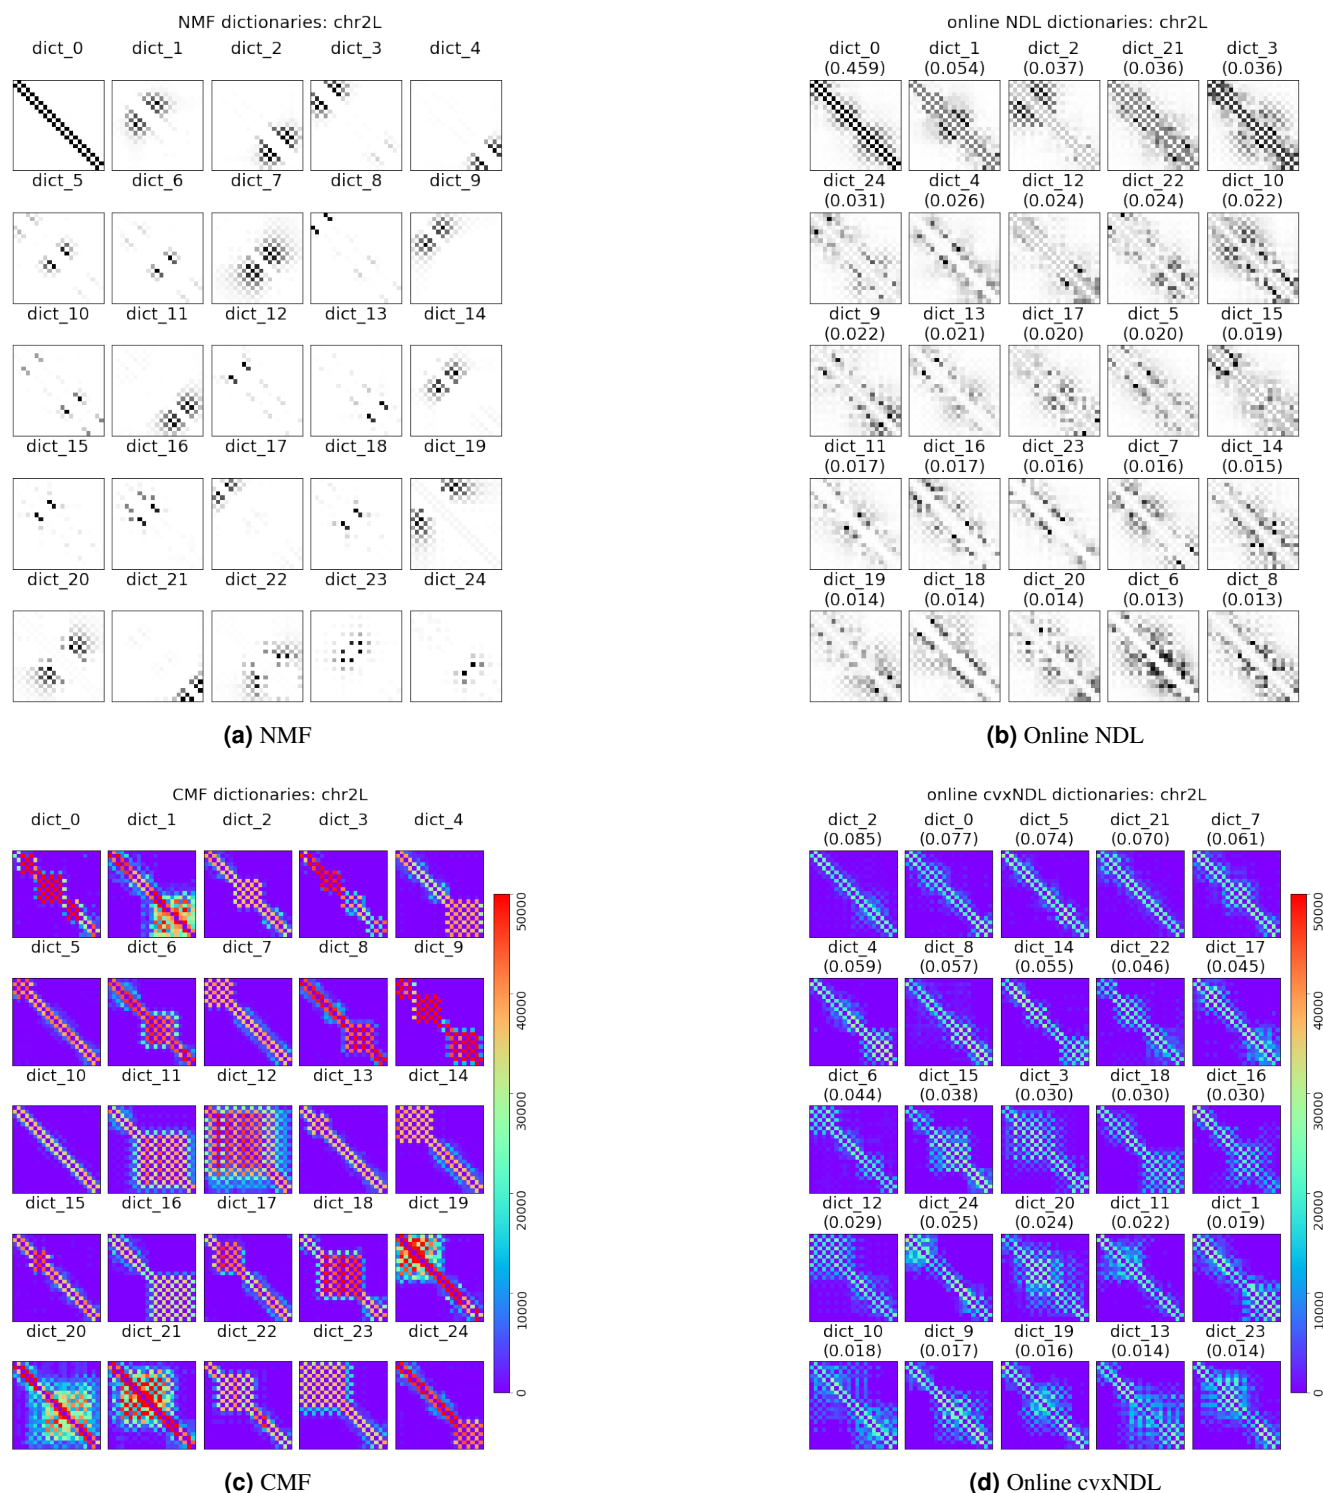 NMF dictionaries: chr2L
dict_0 dict_1 dict_2 dict_3 dict_4
dict_5 dict_6 dict_7 dict_8 dict_9
dict_10 dict_11 dict_12 dict_13 dict_14
dict_15 dict_16 dict_17 dict_18 dict_19
dict_20 dict_21 dict_22 dict_23 dict_24
(a) NMF
online NDL dictionaries: chr2L
dict_0 dict_1 dict_2 dict_21 dict_3
(0.459) (0.054) (0.037) (0.036) (0.036)
dict_24 dict_4 dict_12 dict_22 dict_10
(0.031) (0.026) (0.024) (0.024) (0.022)
dict_9 dict_13 dict_17 dict_5 dict_15
(0.022) (0.021) (0.020) (0.020) (0.019)
dict_11 dict_16 dict_23 dict_7 dict_14
(0.017) (0.017) (0.016) (0.016) (0.015)
dict_19 dict_18 dict_20 dict_6 dict_8
(0.014) (0.014) (0.014) (0.013) (0.013)
(b) Online NDL
CMF dictionaries: chr2L
dict_0 dict_1 dict_2 dict_3 dict_4
dict_5 dict_6 dict_7 dict_8 dict_9
dict_10 dict_11 dict_12 dict_13 dict_14
dict_15 dict_16 dict_17 dict_18 dict_19
dict_20 dict_21 dict_22 dict_23 dict_24
50000
40000
30000
20000
10000
0
(c) CMF
online cvxNDL dictionaries: chr2L
dict_2 dict_0 dict_5 dict_21 dict_7
(0.085) (0.077) (0.074) (0.070) (0.061)
dict_4 dict_8 dict_14 dict_22 dict_17
(0.059) (0.057) (0.055) (0.046) (0.045)
dict_6 dict_15 dict_3 dict_18 dict_16
(0.044) (0.038) (0.030) (0.030) (0.030)
dict_12 dict_24 dict_20 dict_11 dict_1
(0.029) (0.025) (0.024) (0.022) (0.019)
dict_10 dict_9 dict_19 dict_13 dict_23
(0.018) (0.017) (0.016) (0.014) (0.014)
50000
40000
30000
20000
10000
0
(d) Online cvxNDL